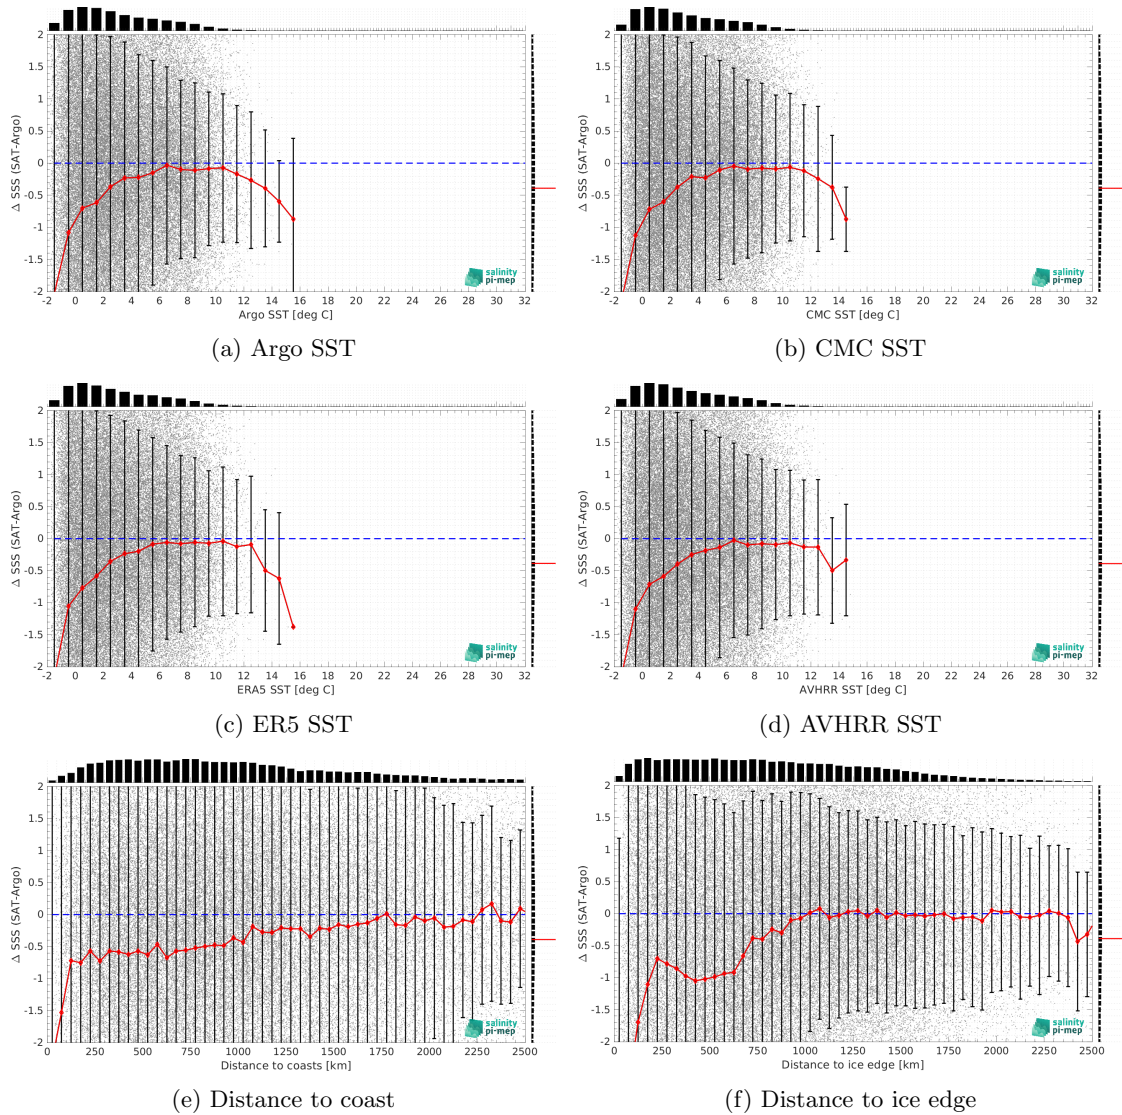 2
1.5
1
0.5
0
-0.5
-1
-1.5
-2
Δ SSS (SAT-Argo)
salinity
pi-mep
-2 0 2 4 6 8 10 12 14 16 18 20 22 24 26 28 30 32
Argo SST [deg C]
(a) Argo SST
2
1.5
1
0.5
0
-0.5
-1
-1.5
-2
Δ SSS (SAT-Argo)
salinity
pi-mep
-2 0 2 4 6 8 10 12 14 16 18 20 22 24 26 28 30 32
CMC SST [deg C]
(b) CMC SST
2
1.5
1
0.5
0
-0.5
-1
-1.5
-2
Δ SSS (SAT-Argo)
salinity
pi-mep
-2 0 2 4 6 8 10 12 14 16 18 20 22 24 26 28 30 32
ERA5 SST [deg C]
(c) ER5 SST
2
1.5
1
0.5
0
-0.5
-1
-1.5
-2
Δ SSS (SAT-Argo)
salinity
pi-mep
-2 0 2 4 6 8 10 12 14 16 18 20 22 24 26 28 30 32
AVHRR SST [deg C]
(d) AVHRR SST
2
1.5
1
0.5
0
-0.5
-1
-1.5
-2
Δ SSS (SAT-Argo)
salinity
pi-mep
0 250 500 750 1000 1250 1500 1750 2000 2250 2500
Distance to coasts [km]
(e) Distance to coast
2
1.5
1
0.5
0
-0.5
-1
-1.5
-2
Δ SSS (SAT-Argo)
salinity
pi-mep
0 250 500 750 1000 1250 1500 1750 2000 2250 2500
Distance to ice edge [km]
(f) Distance to ice edge